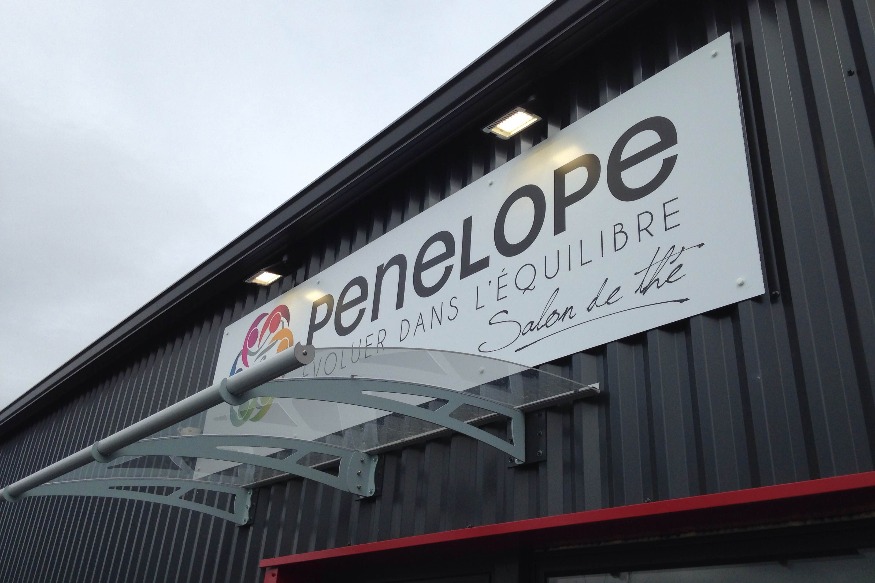 PeneLOPe
ÉVOLUER DANS L'ÉQUILIBRE
Salon de thé